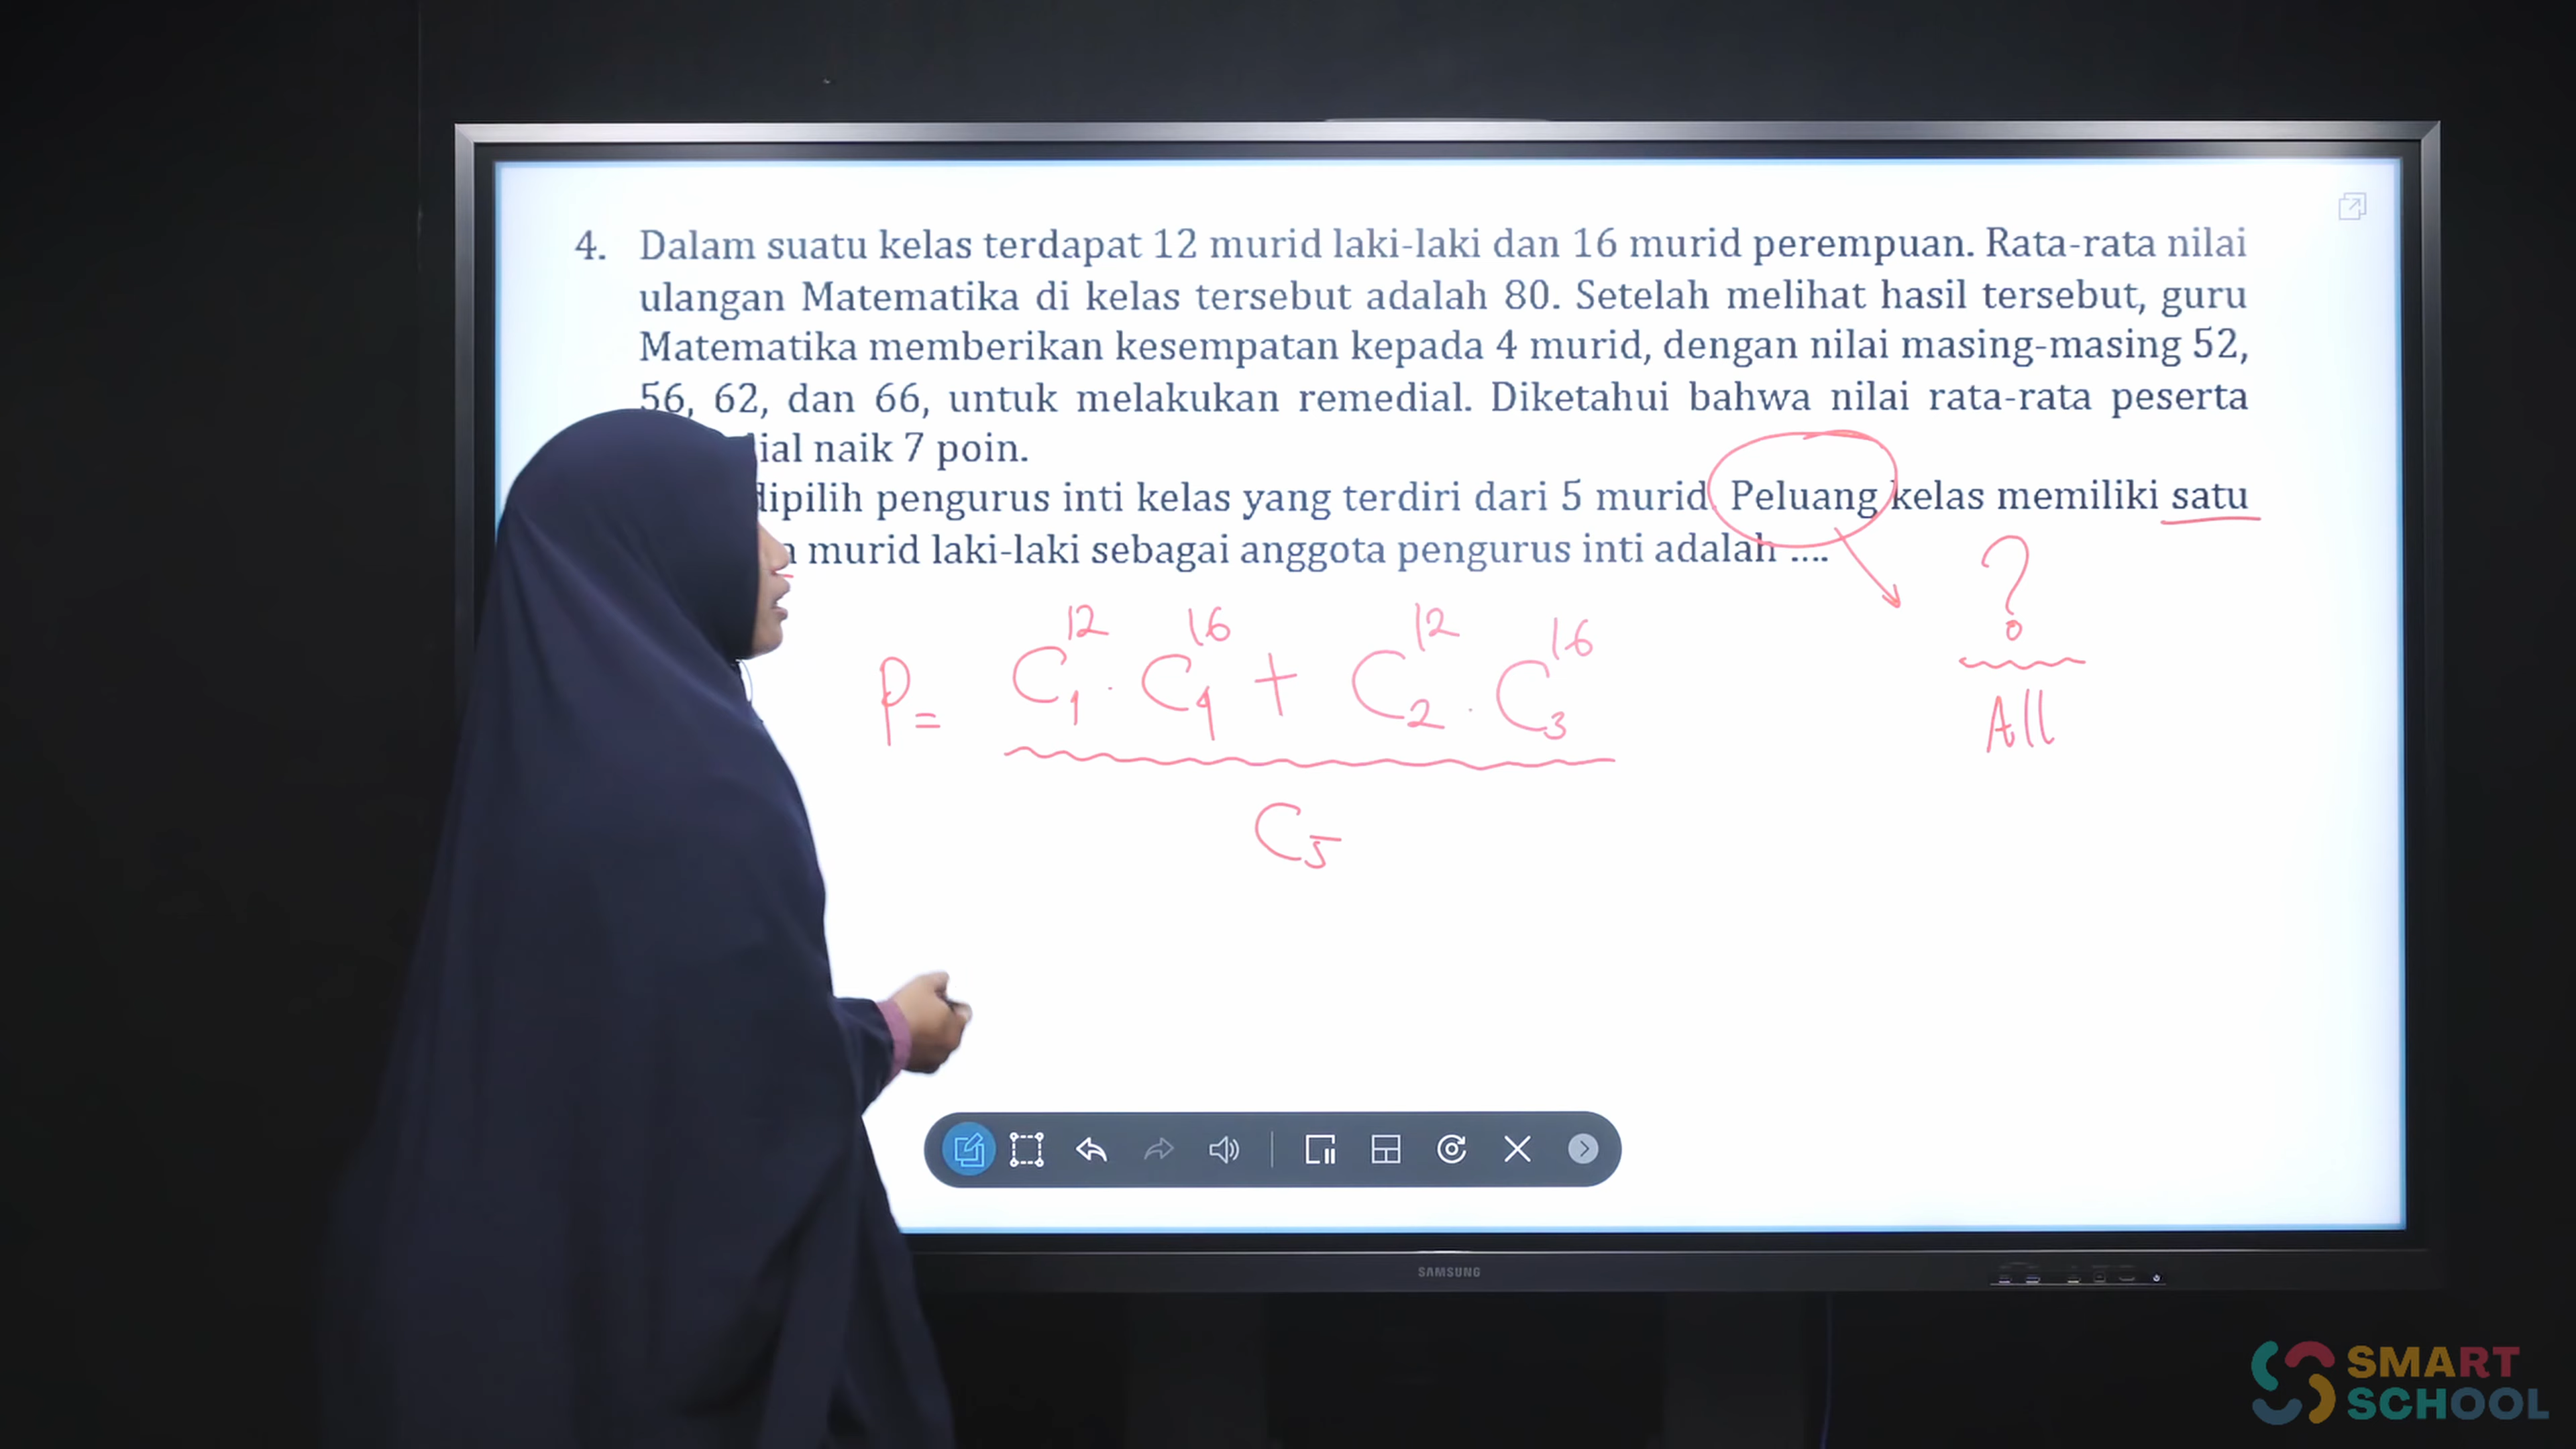 4. Dalam suatu kelas terdapat 12 murid laki-laki dan 16 murid perempuan. Rata-rata nilai
ulangan Matematika di kelas tersebut adalah 80. Setelah melihat hasil tersebut, guru
Matematika memberikan kesempatan kepada 4 murid, dengan nilai masing-masing 52,
56, 62, dan 66, untuk melakukan remedial. Diketahui bahwa nilai rata-rata peserta
naik 7 poin.
dipilih pengurus inti kelas yang terdiri dari 5 murid. Peluang kelas memiliki satu
murid laki-laki sebagai anggota pengurus inti adalah ....
?
All
12 16 12 16
P = C1 . C4 + C2 . C3
C5
SAMSUNG
SMART
SCHOOL